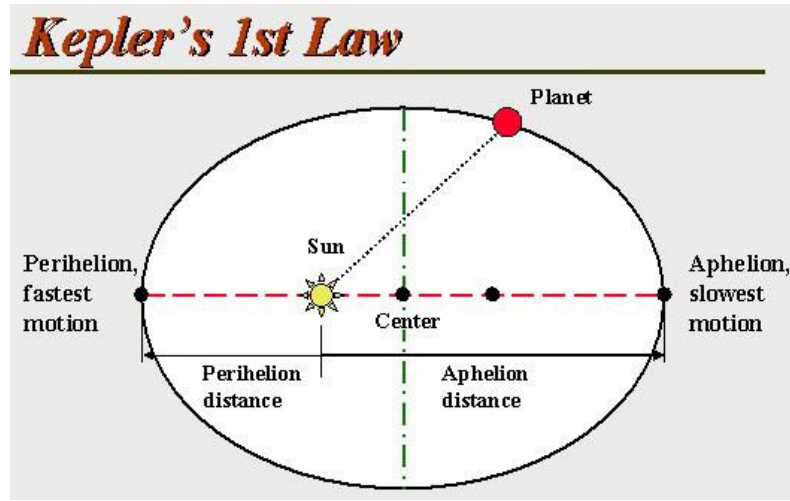 Kepler's 1st Law
Planet
Sun
Perihelion,
fastest
motion
Aphelion,
slowest
motion
Center
Perihelion
distance
Aphelion
distance